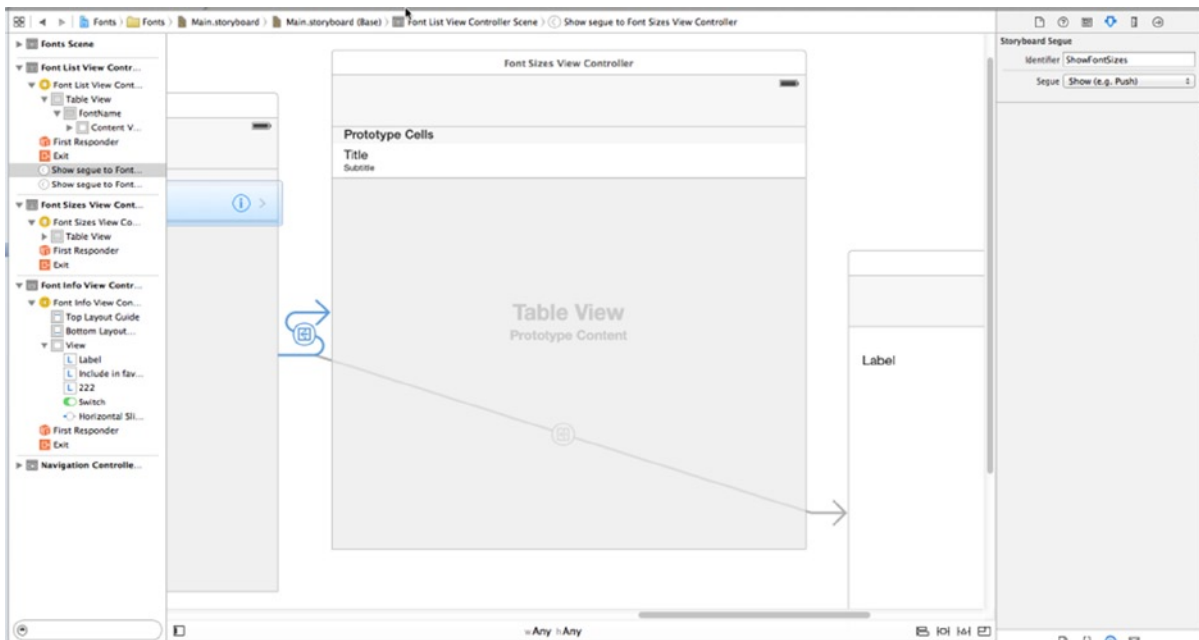 Fonts Fonts Main.storyboard Main.storyboard (Base) Font List View Controller Scene Show segue to Font Sizes View Controller
Fonts Scene
Font List View Contr...
Font List View Cont...
Table View
FontName
Content V...
First Responder
Exit
Show segue to Font...
Show segue to Font...
Font Sizes View Cont...
Font Sizes View Co...
Table View
First Responder
Exit
Font Info View Contr...
Font Info View Con...
Top Layout Guide
Bottom Layout...
View
L Label
L Include in fav...
L 222
Switch
Horizontal Sli...
First Responder
Exit
Navigation Controlle...
Font Sizes View Controller
Prototype Cells
Title
Subtitle
Table View
Prototype Content
Label
wAny hAny
Storyboard Segue
Identifier ShowFontSizes
Segue Show (e.g. Push)